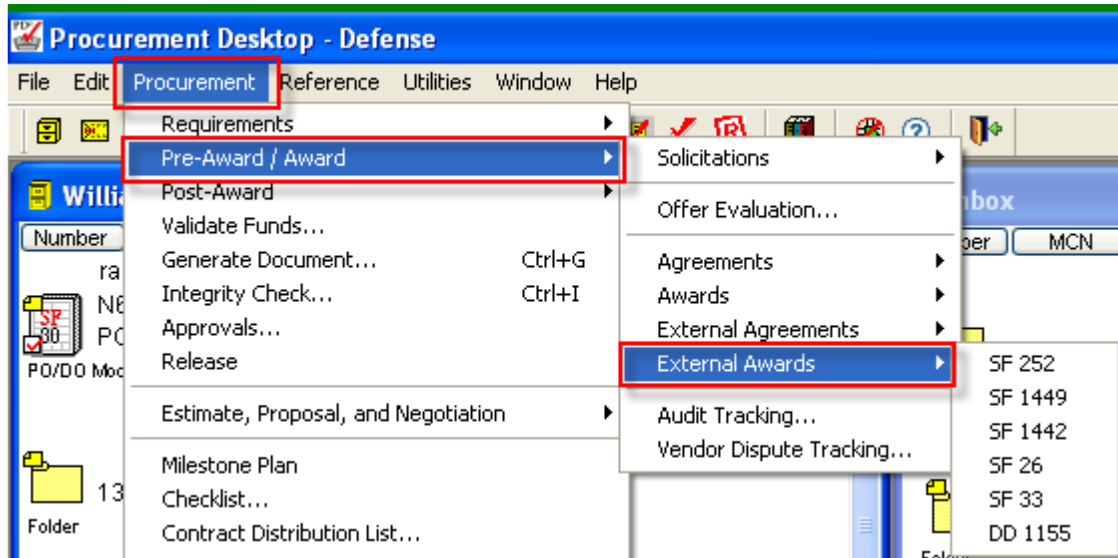 Procurement Desktop - Defense
File Edit Procurement Reference Utilities Window Help
Requirements
Pre-Award / Award
Post-Award
Validate Funds...
Generate Document... Ctrl+G
Integrity Check... Ctrl+I
Approvals...
Release
Estimate, Proposal, and Negotiation
Milestone Plan
Checklist...
Contract Distribution List...
Solicitations
Offer Evaluation...
Agreements
Awards
External Agreements
External Awards
Audit Tracking...
Vendor Dispute Tracking...
SF 252
SF 1449
SF 1442
SF 26
SF 33
DD 1155
Number
SF
30
PO/DO
13
Folder
MCN